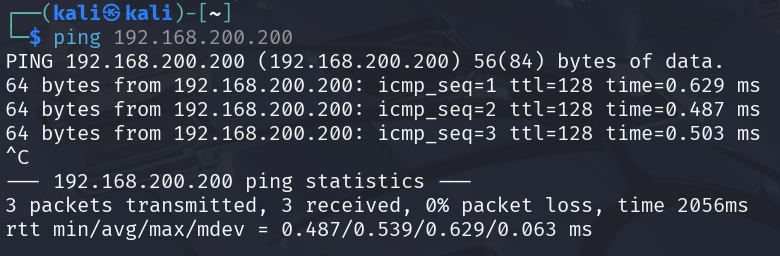 ┌──(kali㉿kali)-[~]
└─$ ping 192.168.200.200
PING 192.168.200.200 (192.168.200.200) 56(84) bytes of data.
64 bytes from 192.168.200.200: icmp_seq=1 ttl=128 time=0.629 ms
64 bytes from 192.168.200.200: icmp_seq=2 ttl=128 time=0.487 ms
64 bytes from 192.168.200.200: icmp_seq=3 ttl=128 time=0.503 ms
^C
--- 192.168.200.200 ping statistics ---
3 packets transmitted, 3 received, 0% packet loss, time 2056ms
rtt min/avg/max/mdev = 0.487/0.539/0.629/0.063 ms